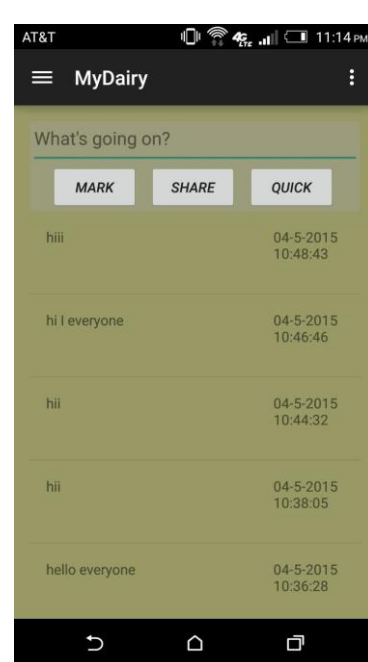 AT&T 4G LTE 11:14 PM
MyDairy
What's going on?
MARK SHARE QUICK
hiii 04-5-2015
10:48:43
hi I everyone 04-5-2015
10:46:46
hii 04-5-2015
10:44:32
hii 04-5-2015
10:38:05
hello everyone 04-5-2015
10:36:28